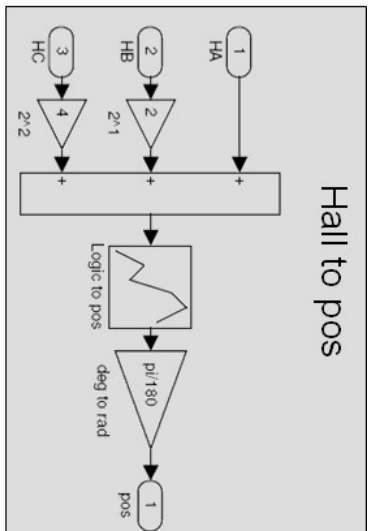 Hall to pos
1
HA
+
2
HB
2
2^1
+
3
HC
4
2^2
+
Logic to pos
pi/180
deg to rad
1
pos